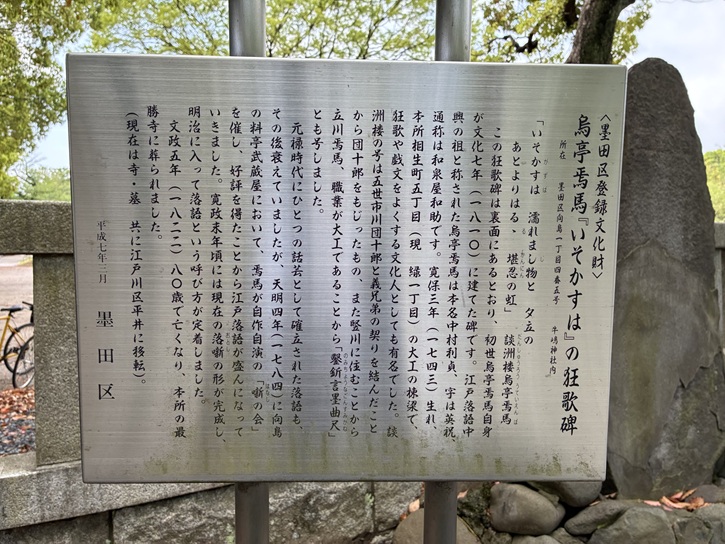 〈墨田区登録文化財〉
烏亭焉馬『いそかすは』の狂歌碑
所在 墨田区向島一丁目四番五号
牛嶋神社内
「いそかすは 濡れまし物と 夕立の
あとよりはる、 堪忍の虹」 談洲楼烏亭焉馬
この狂歌碑は裏面にあるとおり、初世烏亭焉馬自身
が文化七年(一八一〇)に建てた碑です。江戸落語中
興の祖と称された烏亭焉馬は本名中村利貞、字は英祝、
通称は和泉屋和助です。寛保三年(一七四三)生れ、
本所相生町五丁目(現 緑一丁目)の大工の棟梁で、
狂歌や戯文をよくする文化人としても有名でした。談
洲楼の号は五世市川団十郎と義兄弟の契りを結んだこと
から団十郎をもじったもの、また竪川に住むことから
立川焉馬、職業が大工であることから「鑿釿言墨曲尺」
とも号しました。
元禄時代にひとつの話芸として確立された落語も、
その後衰えていましたが、天明四年(一七八四)に向島
の料亭武蔵屋において、焉馬が自作自演の「噺の会」
を催し、好評を得たことから江戸落語が盛んになって
いきました。寛政末年頃には現在の落噺の形が完成し、
明治に入って落語という呼び方が定着しました。
文政五年(一八二二)八〇歳で亡くなり、本所の最
勝寺に葬られました。
(現在は寺・墓 共に江戸川区平井に移転)。
平成七年三月
墨田区